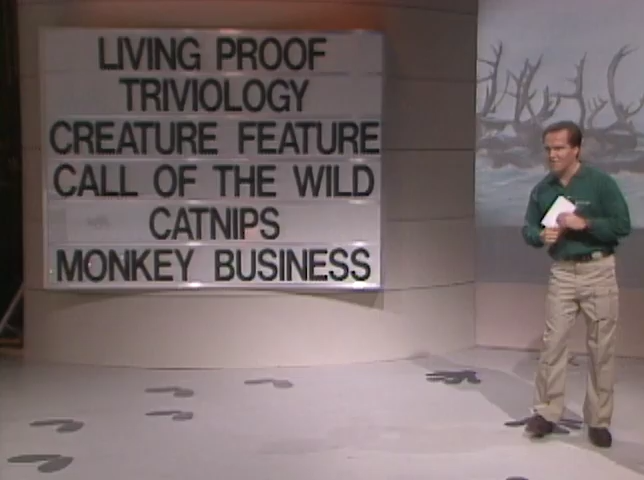 LIVING PROOF
TRIVIOLOGY
CREATURE FEATURE
CALL OF THE WILD
CATNIPS
MONKEY BUSINESS